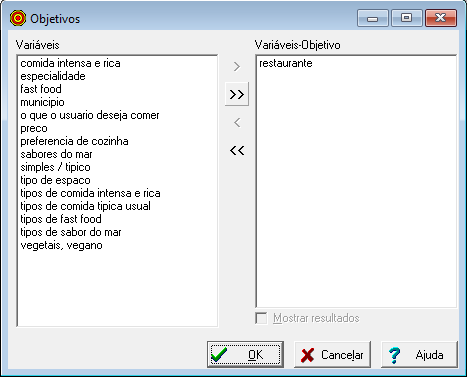 Objetivos
Variáveis
comida intensa e rica
especialidade
fast food
municipio
o que o usuario deseja comer
preco
preferencia de cozinha
sabores do mar
simples / tipico
tipo de espaco
tipos de comida intensa e rica
tipos de comida tipica usual
tipos de fast food
tipos de sabor do mar
vegetais, vegano
>
>>
<
<<
Variáveis-Objetivo
restaurante
Mostrar resultados
OK
Cancelar
? Ajuda